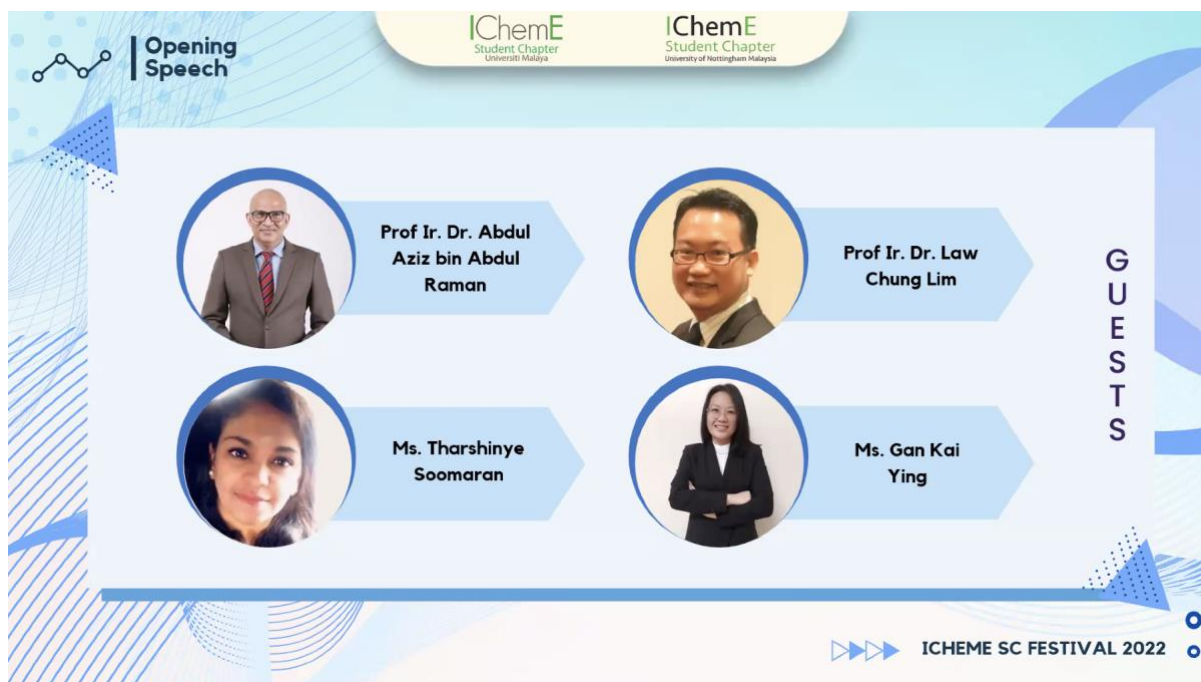 Opening
Speech
IChemE
Student Chapter
Universiti Malaya
IChemE
Student Chapter
University of Nottingham Malaysia
Prof Ir. Dr. Abdul
Aziz bin Abdul
Raman
Prof Ir. Dr. Law
Chung Lim
Ms. Tharshinye
Soomaran
Ms. Gan Kai
Ying
GUESTS
ICHEME SC FESTIVAL 2022